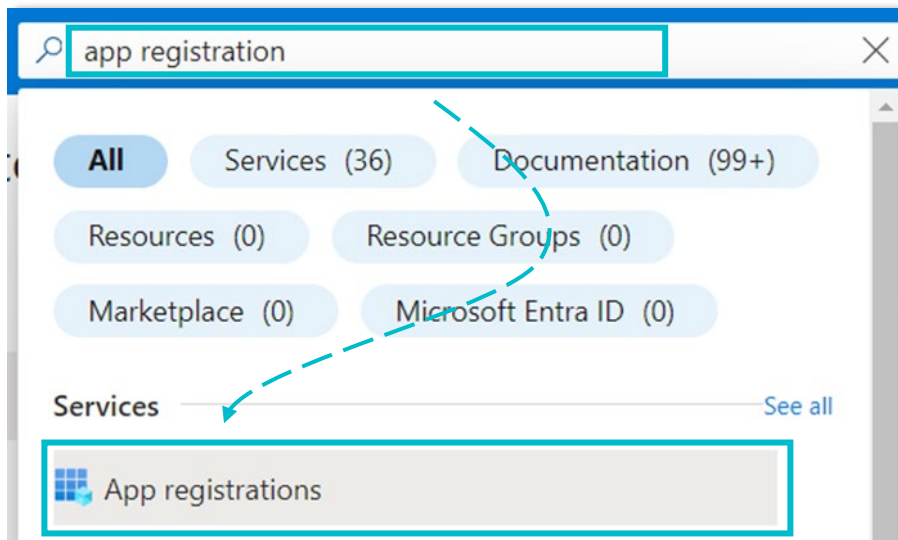 app registration
All Services (36) Documentation (99+)
Resources (0) Resource Groups (0)
Marketplace (0) Microsoft Entra ID (0)
Services See all
App registrations